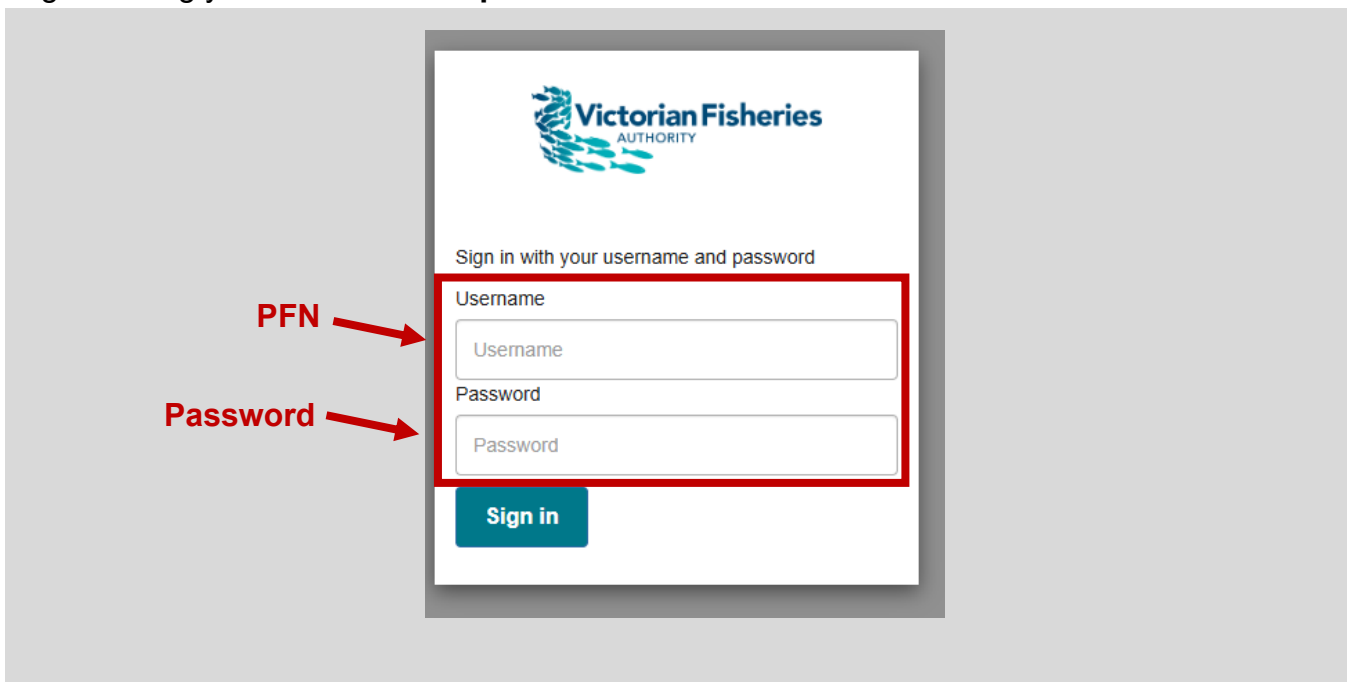 Victorian Fisheries
AUTHORITY
Sign in with your username and password
Username
PFN
Username
Password
Password
Password
Sign in